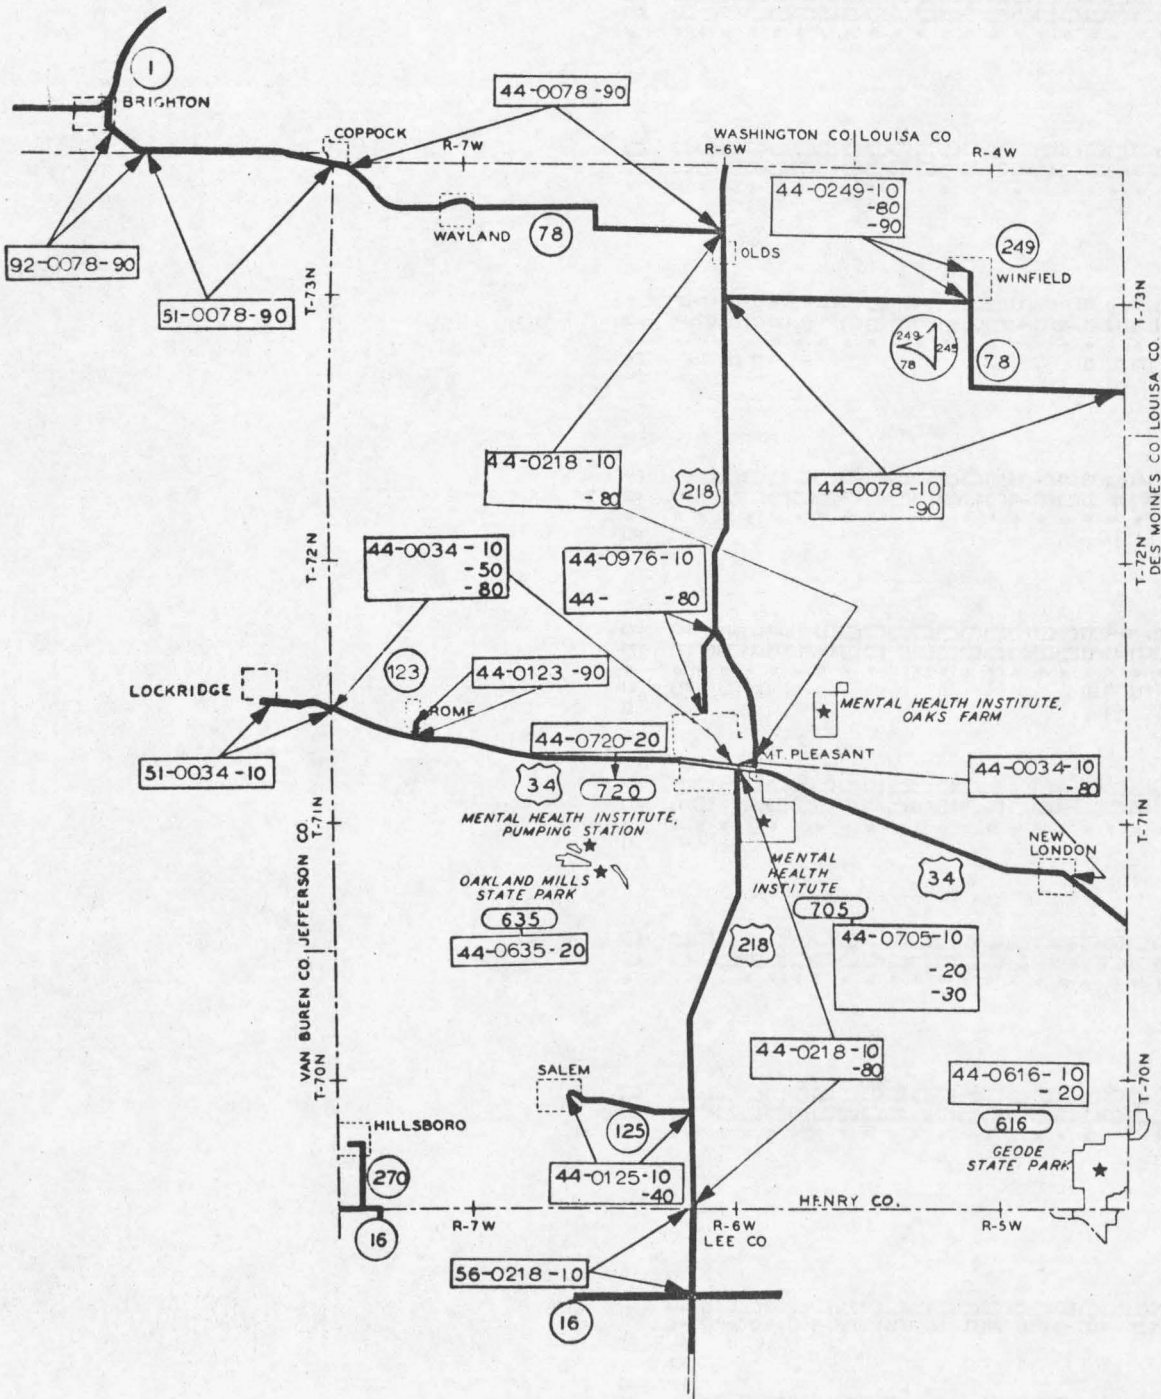 1
BRIGHTON
44-0078-90
COPPOCK
R-7W
WASHINGTON CO LOUISA CO
R-6W
R-4W
44-0249-10
-80
-90
92-0078-90
WAYLAND
78
OLDS
249
WINFIELD
51-0078-90
T-73N
T-73N
249
245
78
78
DES MOINES CO LOUISA CO.
44-0218-10
-80
218
44-0078-10
-90
44-0034-10
-50
-80
44-0976-10
44- -80
T-72N
T-72N
LOCKRIDGE
123
44-0123-90
ROME
MENTAL HEALTH INSTITUTE,
OAKS FARM
51-0034-10
44-0720-20
MT. PLEASANT
34
720
44-0034-10
-80
MENTAL HEALTH INSTITUTE,
PUMPING STATION
T-71N
T-71N
NEW
LONDON
OAKLAND MILLS
STATE PARK
MENTAL
HEALTH
INSTITUTE
34
635
705
44-0635-20
218
44-0705-10
-20
-30
VAN BUREN CO. JEFFERSON CO.
44-0218-10
-80
44-0616-10
-20
SALEM
T-70N
T-70N
HILLSBORO
125
616
GEODE
STATE PARK
270
44-0125-10
-40
HENRY CO.
16
R-7W
R-6W
R-5W
LEE CO
56-0218-10
16